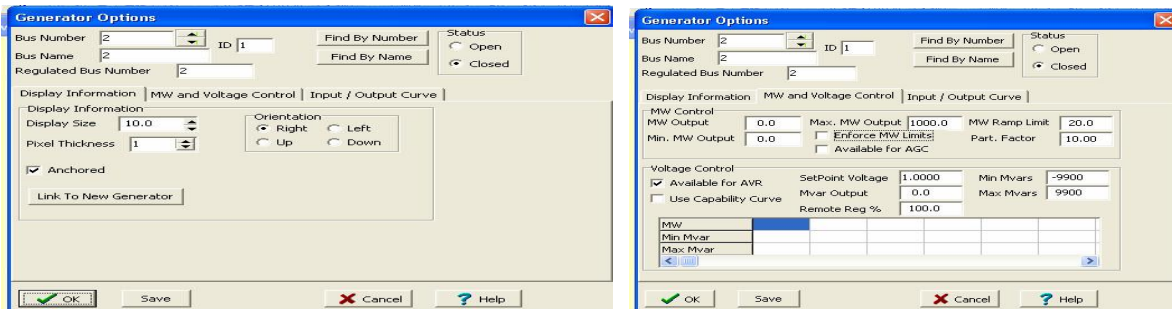 Generator Options
Bus Number 2 ID 1 Find By Number Status
Open
Bus Name 2 Find By Name
Closed
Regulated Bus Number 2
Display Information MW and Voltage Control Input / Output Curve
Display Information
Display Size 10.0 Orientation
Right Left
Pixel Thickness 1 Up Down
Anchored
Link To New Generator
OK Save Cancel ? Help
Generator Options
Bus Number 2 ID 1 Find By Number Status
Open
Bus Name 2 Find By Name
Closed
Regulated Bus Number 2
Display Information MW and Voltage Control Input / Output Curve
MW Control
MW Output 0.0 Max. MW Output 1000.0 MW Ramp Limit 20.0
Min. MW Output 0.0 Enforce MW Limits Part. Factor 10.00
Available for AGC
Voltage Control
Available for AVR SetPoint Voltage 1.0000 Min Mvars -9900
Use Capability Curve Mvar Output 0.0 Max Mvars 9900
Remote Reg % 100.0
MW
Min Mvar
Max Mvar
OK Save Cancel ? Help